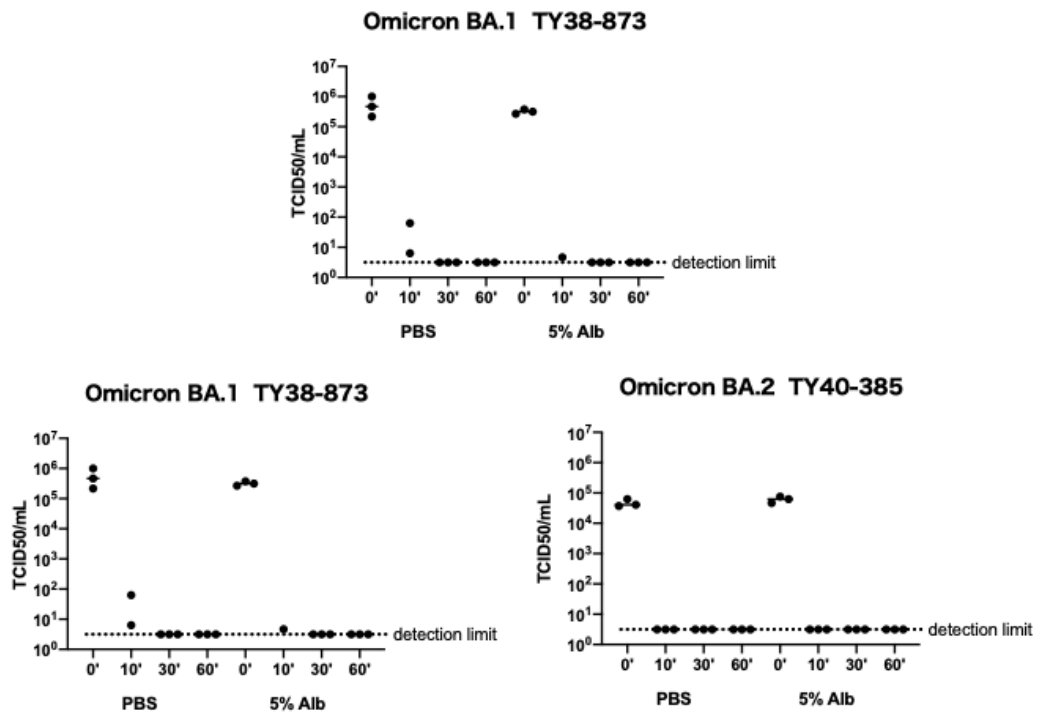 Omicron BA.1 TY38-873
TCID50/mL
10⁷
10⁶
10⁵
10⁴
10³
10²
10¹
10⁰
detection limit
0' 10' 30' 60' 0' 10' 30' 60'
PBS 5% Alb
Omicron BA.1 TY38-873
TCID50/mL
10⁷
10⁶
10⁵
10⁴
10³
10²
10¹
10⁰
detection limit
0' 10' 30' 60' 0' 10' 30' 60'
PBS 5% Alb
Omicron BA.2 TY40-385
TCID50/mL
10⁷
10⁶
10⁵
10⁴
10³
10²
10¹
10⁰
detection limit
0' 10' 30' 60' 0' 10' 30' 60'
PBS 5% Alb